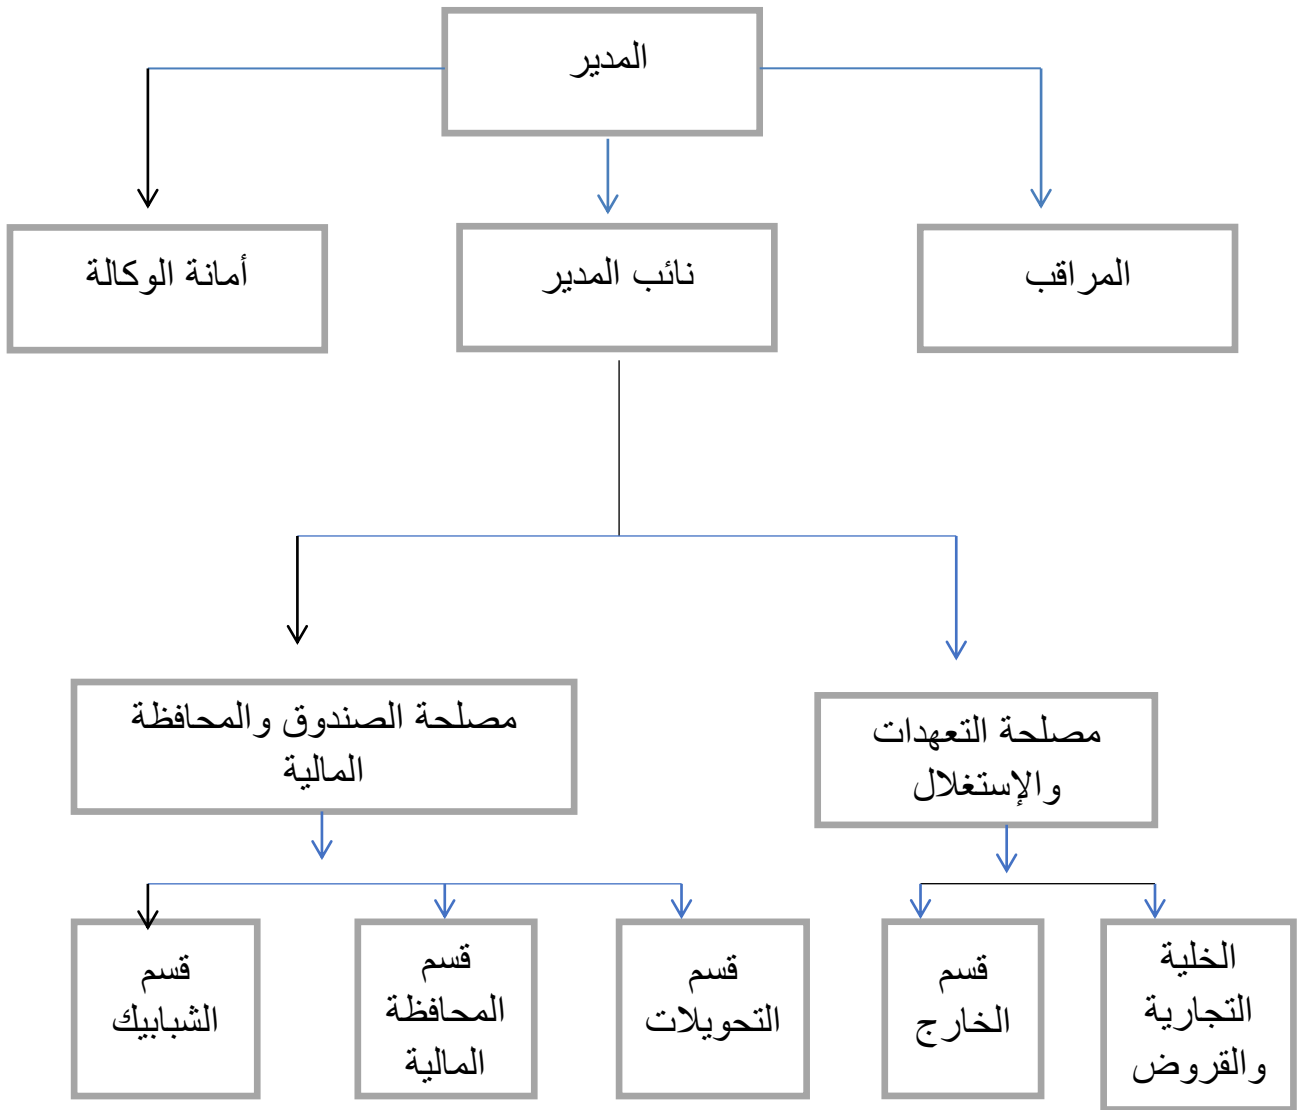 المدير
المراقب
نائب المدير
أمانة الوكالة
مصلحة التعهدات
والإستغلال
مصلحة الصندوق والمحافظة
المالية
الخلية
التجارية
والقروض
قسم
الخارج
قسم
التحويلات
قسم
المحافظة
المالية
قسم
الشبابيك